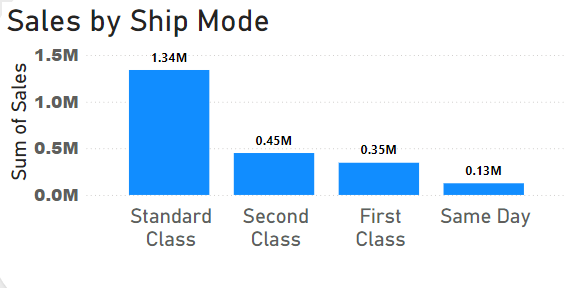 Sales by Ship Mode
Sum of Sales
1.5M
1.0M
0.5M
0.0M
1.34M
0.45M
0.35M
0.13M
Standard
Class
Second
Class
First
Class
Same Day